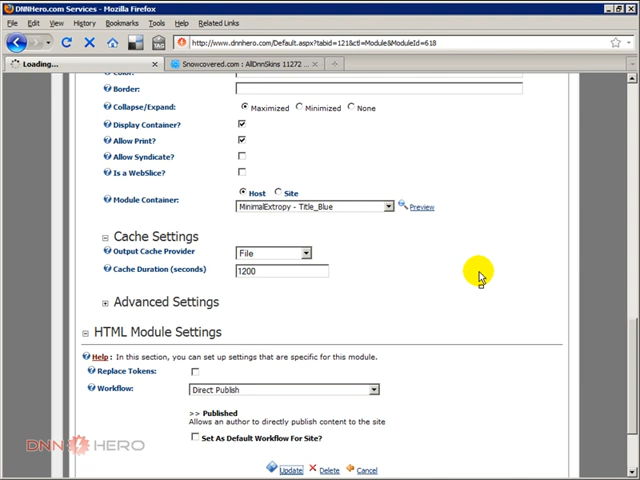 DNNHero.com Services - Mozilla Firefox
File Edit View History Bookmarks Tools Help Related Links
http://www.dnnhero.com/Default.aspx?tabid=121&ctl=Module&ModuleId=618
Loading... Snowcovered.com : AllDnnSkins 11272
Border:
Collapse/Expand: Maximized Minimized None
Display Container?
Allow Print?
Allow Syndicate?
Is a WebSlice?
Host Site
Module Container: MinimalExtropy - Title_Blue Preview
Cache Settings
Output Cache Provider File
Cache Duration (seconds) 1200
Advanced Settings
HTML Module Settings
Help: In this section, you can set up settings that are specific for this module.
Replace Tokens:
Workflow: Direct Publish
>> Published
Allows an author to directly publish content to the site
Set As Default Workflow For Site?
DNN HERO
Update Delete Cancel